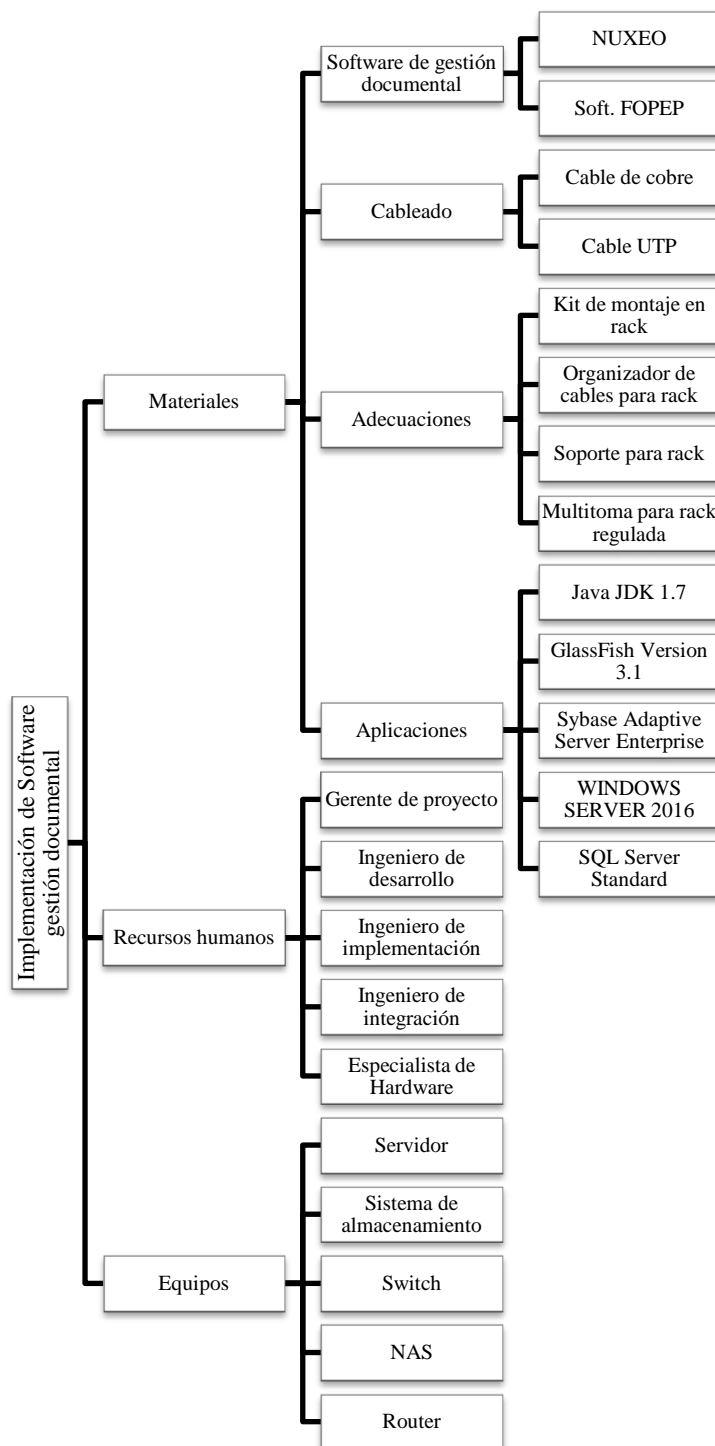 Implementación de Software
gestión documental
Materiales
Software de gestión
documental
NUXEO
Soft. FOPEP
Cableado
Cable de cobre
Cable UTP
Adecuaciones
Kit de montaje en
rack
Organizador de
cables para rack
Soporte para rack
Multitoma para rack
regulada
Aplicaciones
Java JDK 1.7
GlassFish Version
3.1
Sybase Adaptive
Server Enterprise
WINDOWS
SERVER 2016
SQL Server
Standard
Recursos humanos
Gerente de proyecto
Ingeniero de
desarrollo
Ingeniero de
implementación
Ingeniero de
integración
Especialista de
Hardware
Equipos
Servidor
Sistema de
almacenamiento
Switch
NAS
Router